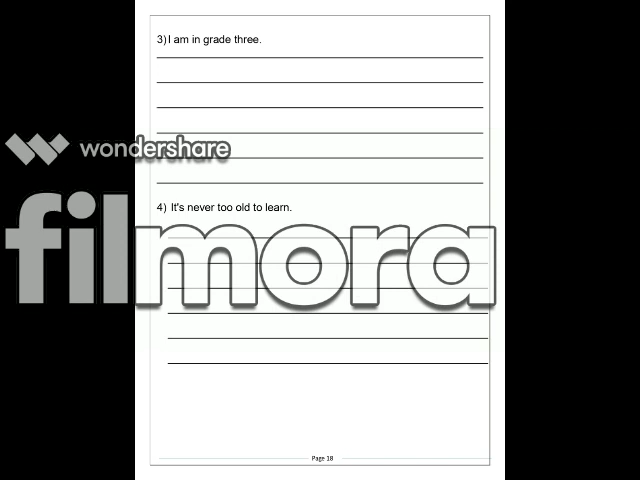 3) I am in grade three.
wondershare
4) It's never too old to learn.
filmora
Page 18